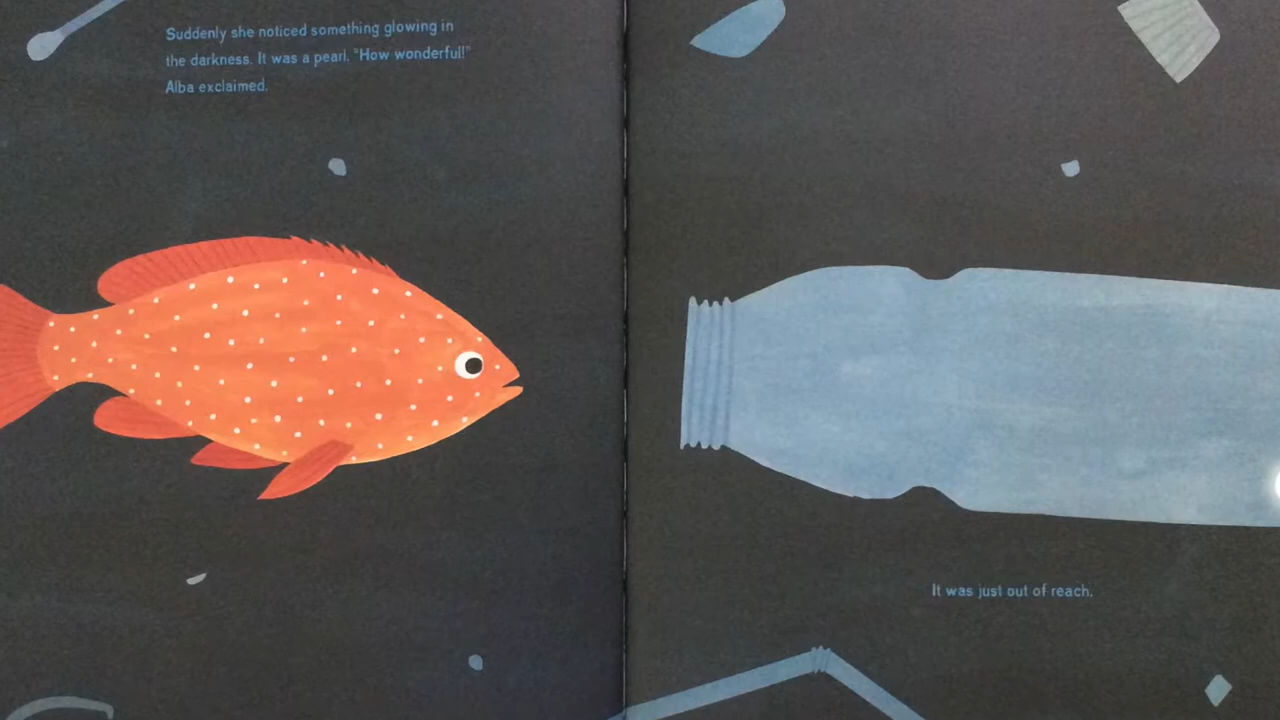 Suddenly she noticed something glowing in
the darkness. It was a pearl. "How wonderful!"
Alba exclaimed.
It was just out of reach.